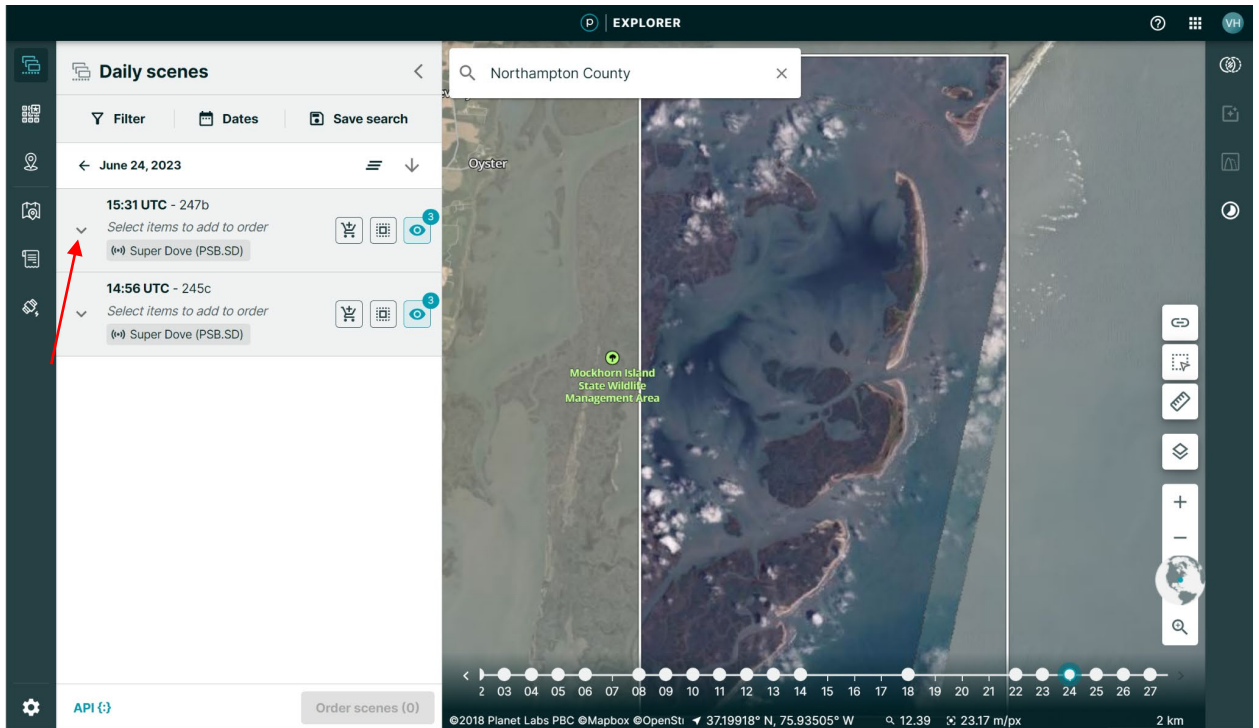 P EXPLORER
VH
Daily scenes
Northampton County
Filter
Dates
Save search
June 24, 2023
15:31 UTC - 247b
Select items to add to order
3
Super Dove (PSB.SD)
14:56 UTC - 245c
Select items to add to order
3
Super Dove (PSB.SD)
Oyster
Mockhorn Island
State Wildlife
Management Area
2 03 04 05 06 07 08 09 10 11 12 13 14 15 16 17 18 19 20 21 22 23 24 25 26 27
API {:}
Order scenes (0)
©2018 Planet Labs PBC ©Mapbox ©OpenSt 37.19918° N, 75.93505° W 12.39 23.17 m/px 2 km